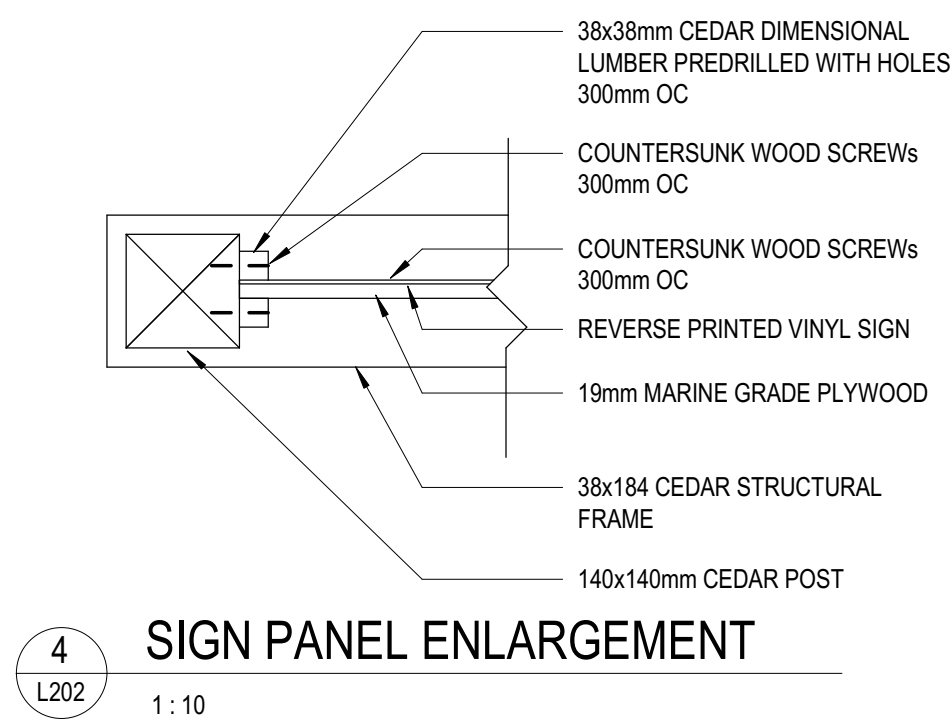 38x38mm CEDAR DIMENSIONAL
LUMBER PREDRILLED WITH HOLES
300mm OC
COUNTERSUNK WOOD SCREWs
300mm OC
COUNTERSUNK WOOD SCREWs
300mm OC
REVERSE PRINTED VINYL SIGN
19mm MARINE GRADE PLYWOOD
38x184 CEDAR STRUCTURAL
FRAME
140x140mm CEDAR POST
4
L202
SIGN PANEL ENLARGEMENT
1 : 10